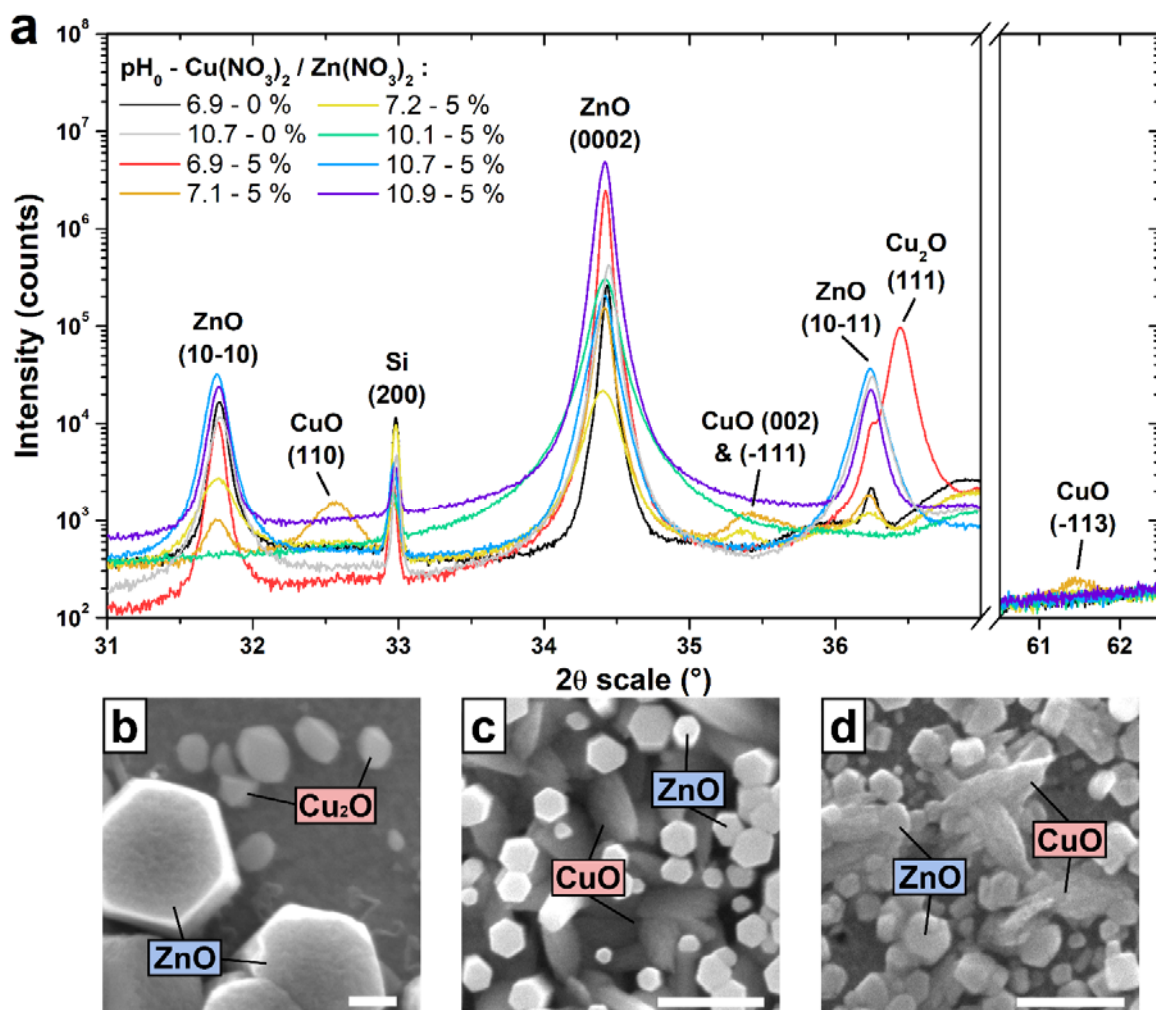 a
pH₀ - Cu(NO₃)₂ / Zn(NO₃)₂ :
6.9 - 0 %
10.7 - 0 %
6.9 - 5 %
7.1 - 5 %
7.2 - 5 %
10.1 - 5 %
10.7 - 5 %
10.9 - 5 %
ZnO
(10-10)
CuO
(110)
Si
(200)
ZnO
(0002)
CuO (002)
& (-111)
ZnO
(10-11)
Cu₂O
(111)
CuO
(-113)
Intensity (counts)
10⁸
10⁷
10⁶
10⁵
10⁴
10³
10²
31
32
33
34
35
36
61
62
2θ scale (°)
b
Cu₂O
ZnO
c
ZnO
CuO
d
CuO
ZnO